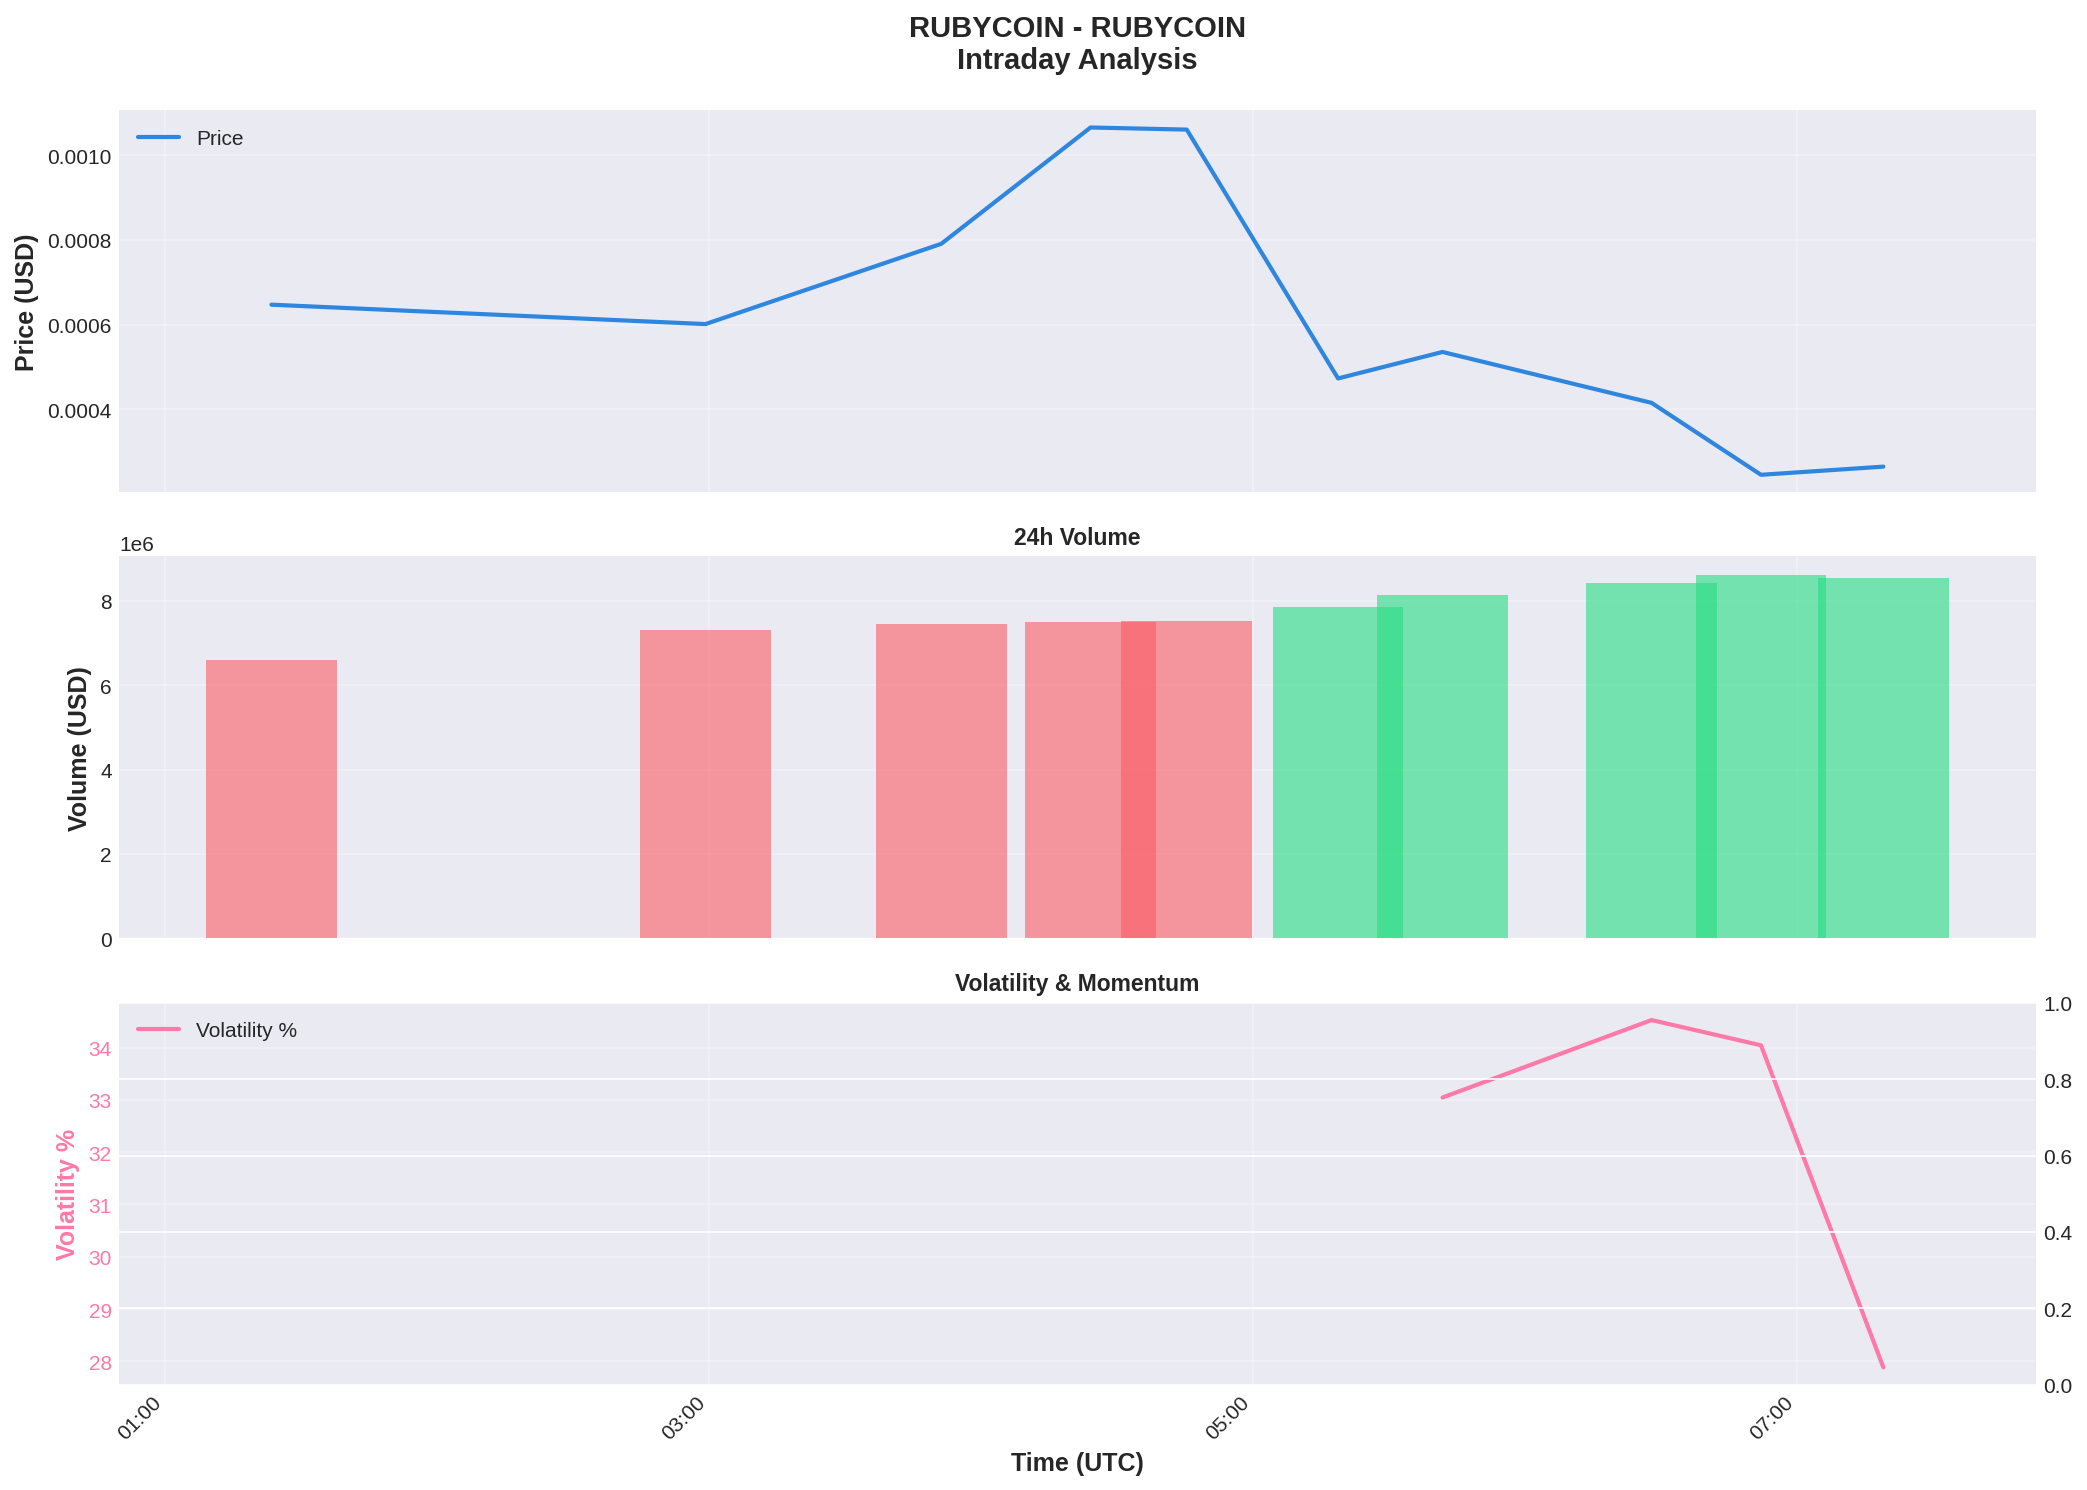 RUBYCOIN - RUBYCOIN
Intraday Analysis
Price
0.0010
0.0008
0.0006
0.0004
Price (USD)
24h Volume
1e6
8
6
4
2
0
Volume (USD)
Volatility & Momentum
Volatility %
34
33
32
31
30
29
28
Volatility %
1.0
0.8
0.6
0.4
0.2
0.0
01:00
03:00
05:00
07:00
Time (UTC)